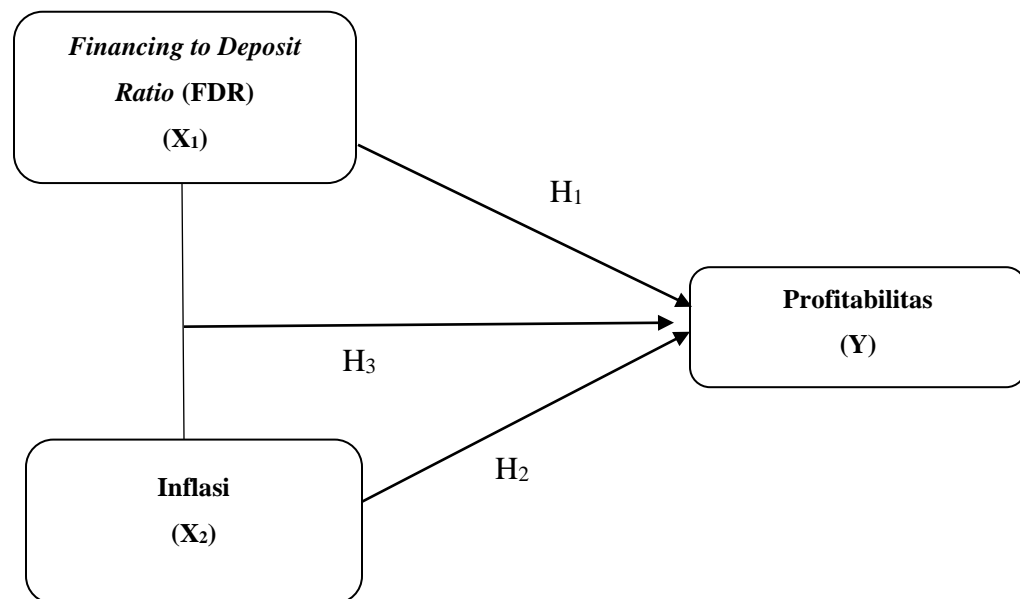 Financing to Deposit
Ratio (FDR)
(X₁)
H₁
Profitabilitas
(Y)
H₃
Inflasi
(X₂)
H₂